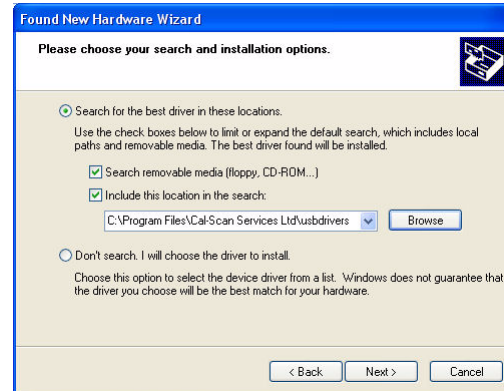 Found New Hardware Wizard
Please choose your search and installation options.
Search for the best driver in these locations.
Use the check boxes below to limit or expand the default search, which includes local
paths and removable media. The best driver found will be installed.
Search removable media (floppy, CD-ROM...)
Include this location in the search:
C:\Program Files\Cal-Scan Services Ltd\usbdrivers
Browse
Don't search. I will choose the driver to install.
Choose this option to select the device driver from a list. Windows does not guarantee that
the driver you choose will be the best match for your hardware.
< Back
Next >
Cancel